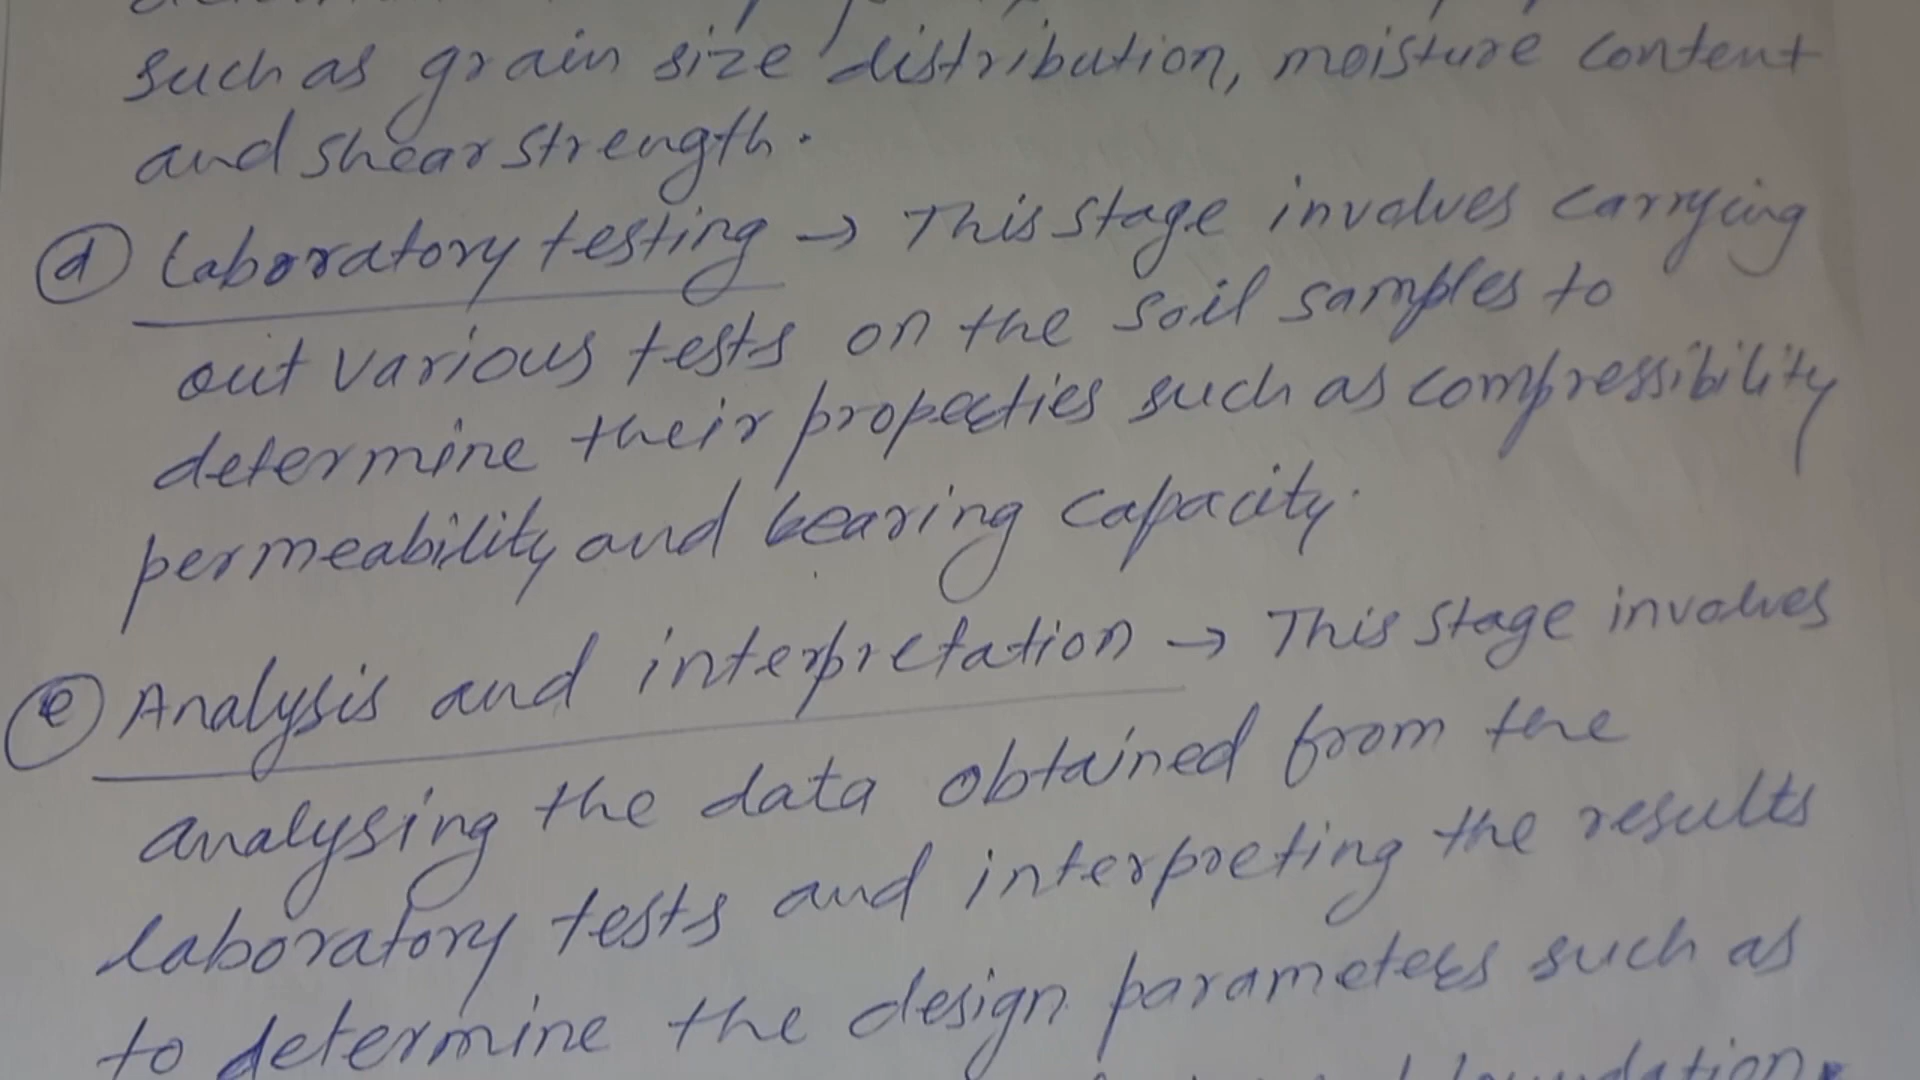 such as grain size distribution, moisture content
and shear strength.
(d) Laboratory testing → This stage involves carrying
out various tests on the soil samples to
determine their properties such as compressibility
permeability and bearing capacity.
(e) Analysis and interpretation → This stage involves
analysing the data obtained from the
laboratory tests and interpreting the results
to determine the design parameters such as
foundation.